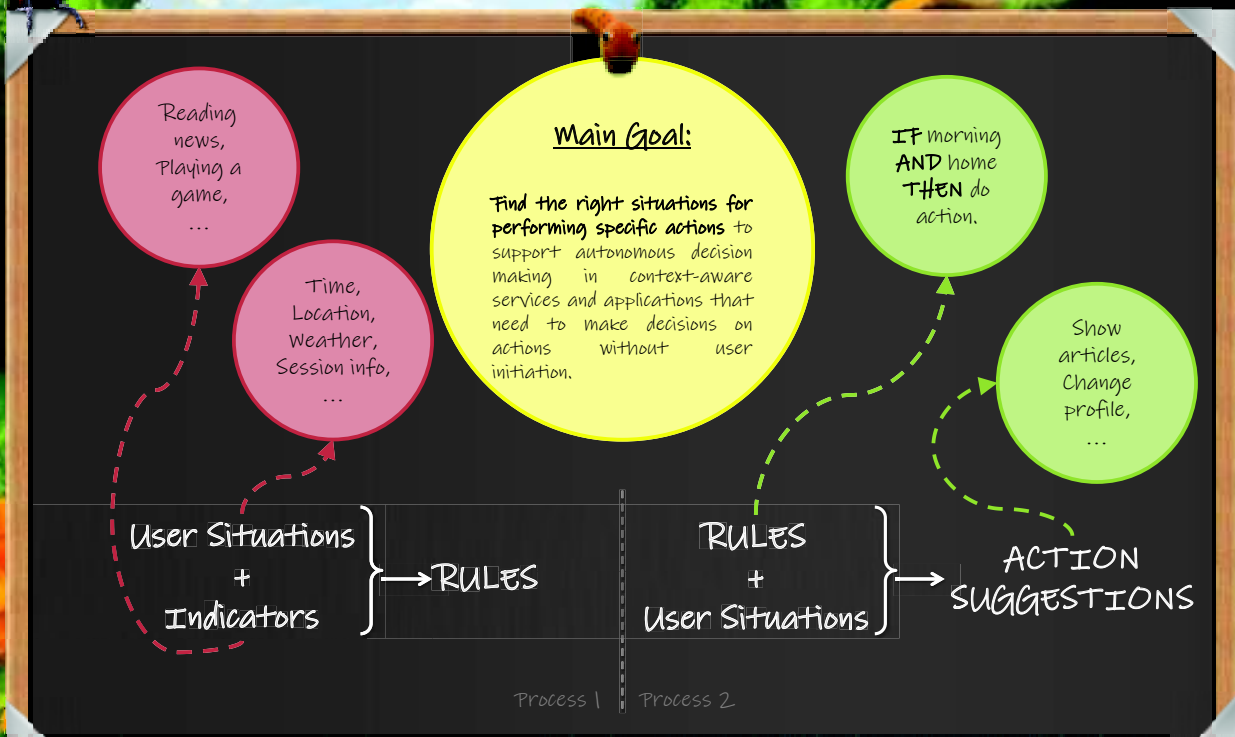 Reading
news,
Playing a
game,
...
Time,
Location,
Weather,
Session info,
...
Main Goal:
Find the right situations for
performing specific actions to
support autonomous decision
making in context-aware
services and applications that
need to make decisions on
actions without user
initiation.
IF morning
AND home
THEN do
action.
Show
articles,
Change
profile,
...
User Situations
+
Indicators
RULES
RULES
+
User Situations
ACTION
SUGGESTIONS
Process 1
Process 2